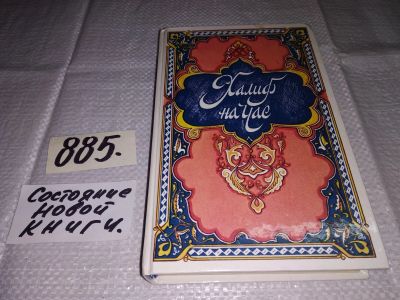 Халиф
на час
885.
Состояние
новой
книги.